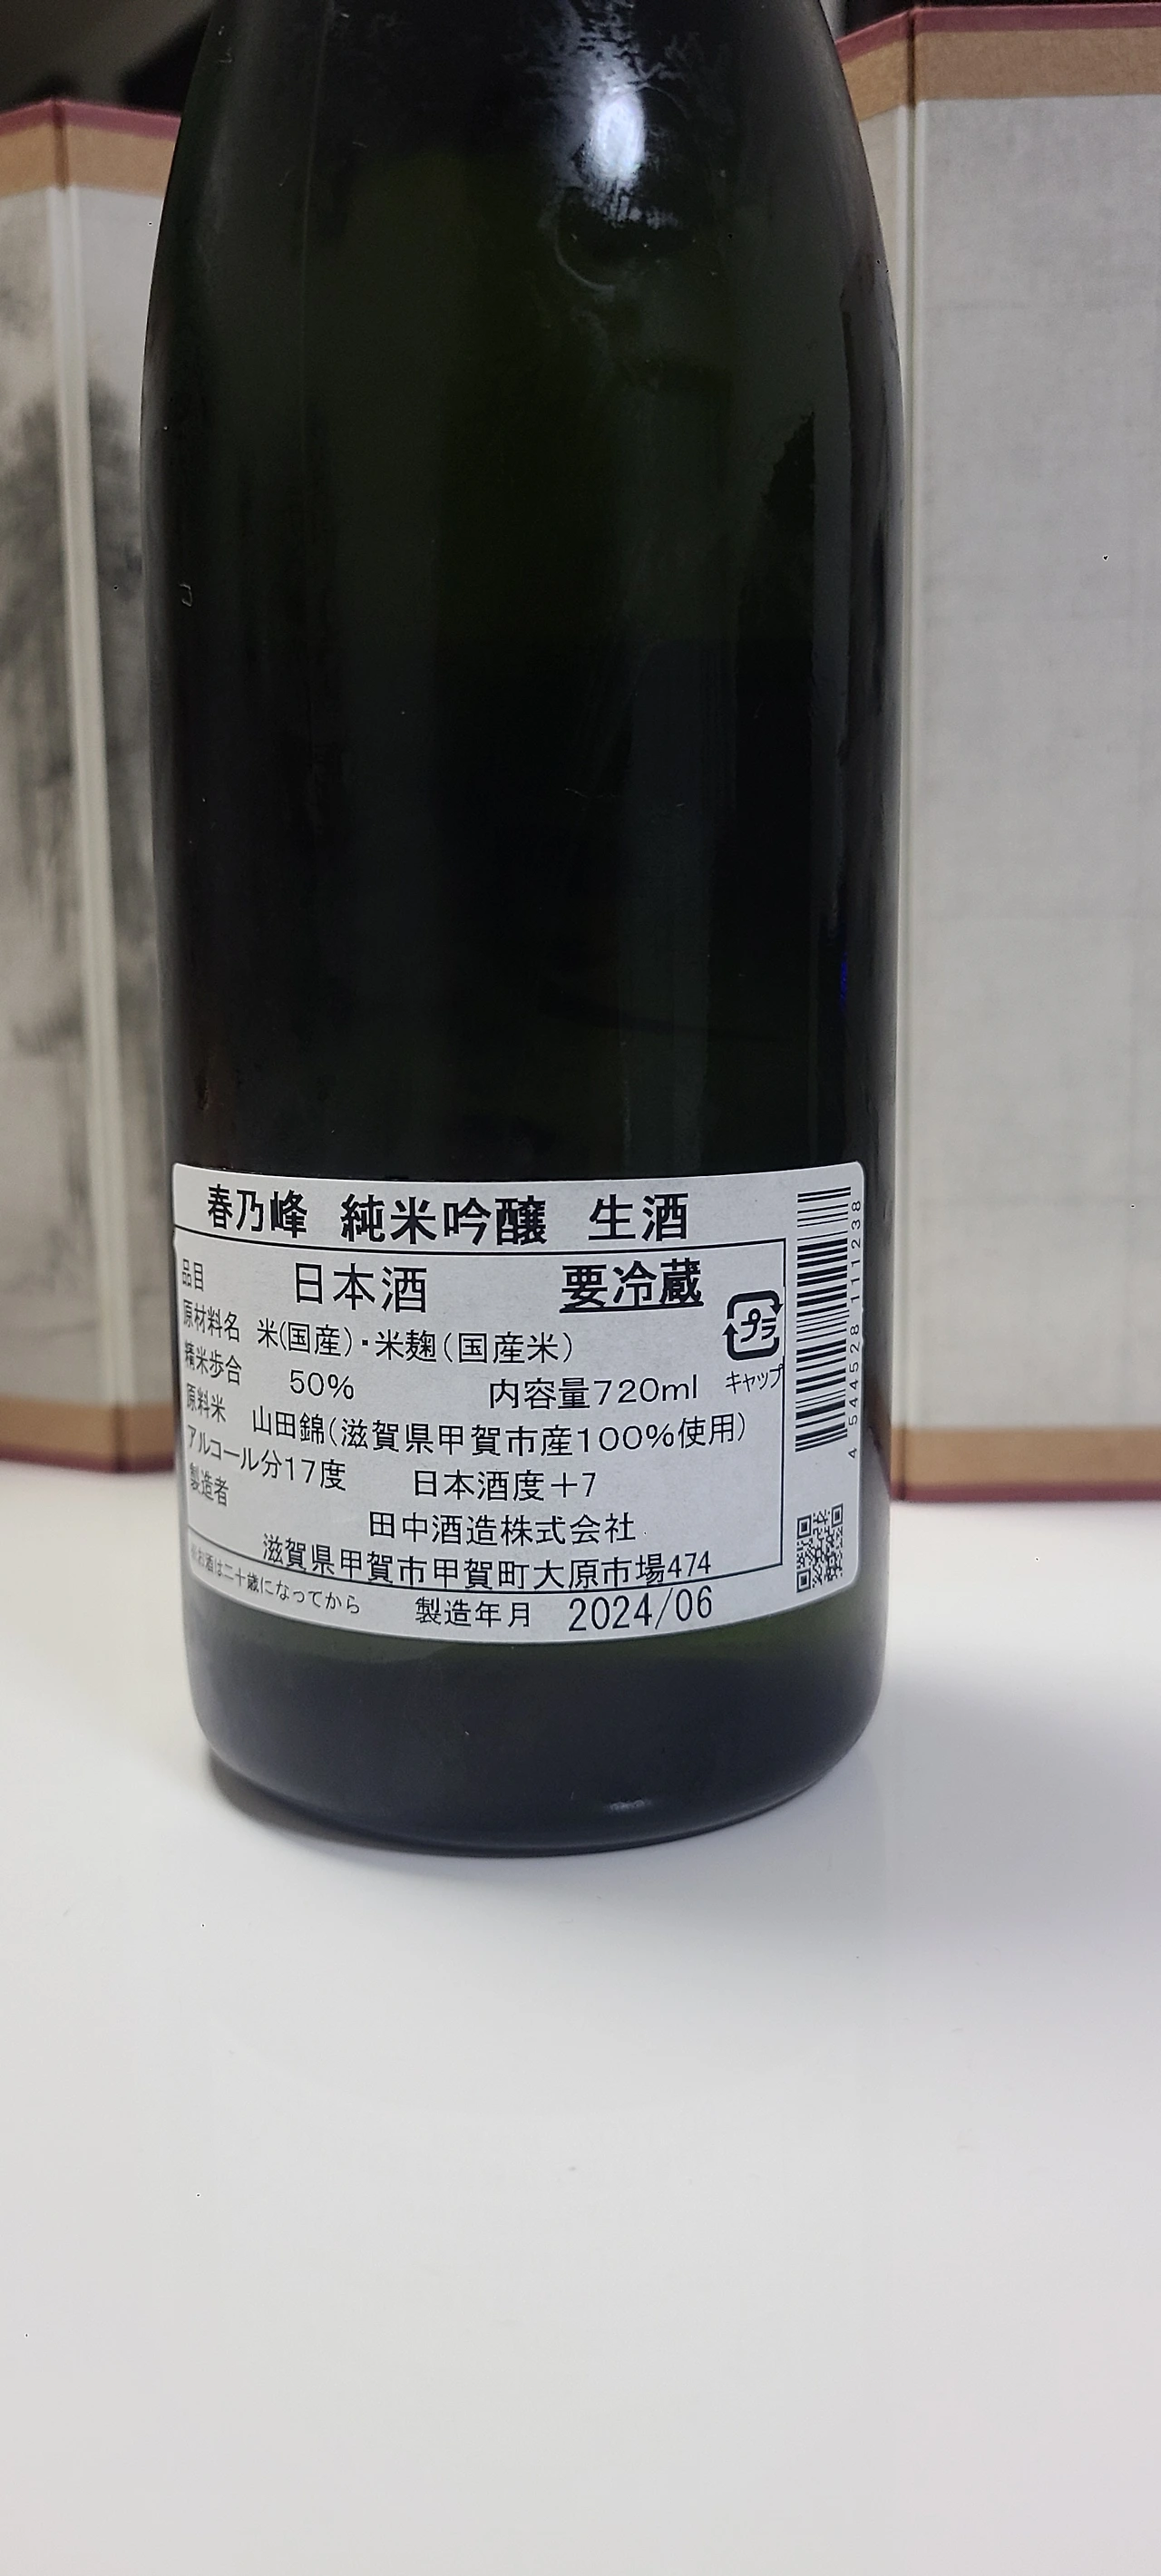 春乃峰 純米吟醸 生酒
品目 日本酒 要冷蔵
原材料名 米(国産)・米麹(国産米)
プラ
キャップ
精米歩合 50% 内容量720ml
原料米 山田錦(滋賀県甲賀市産100%使用)
アルコール分17度 日本酒度+7
製造者 田中酒造株式会社
滋賀県甲賀市甲賀町大原市場474
お酒は二十歳になってから 製造年月 2024/06
4 544528 111238